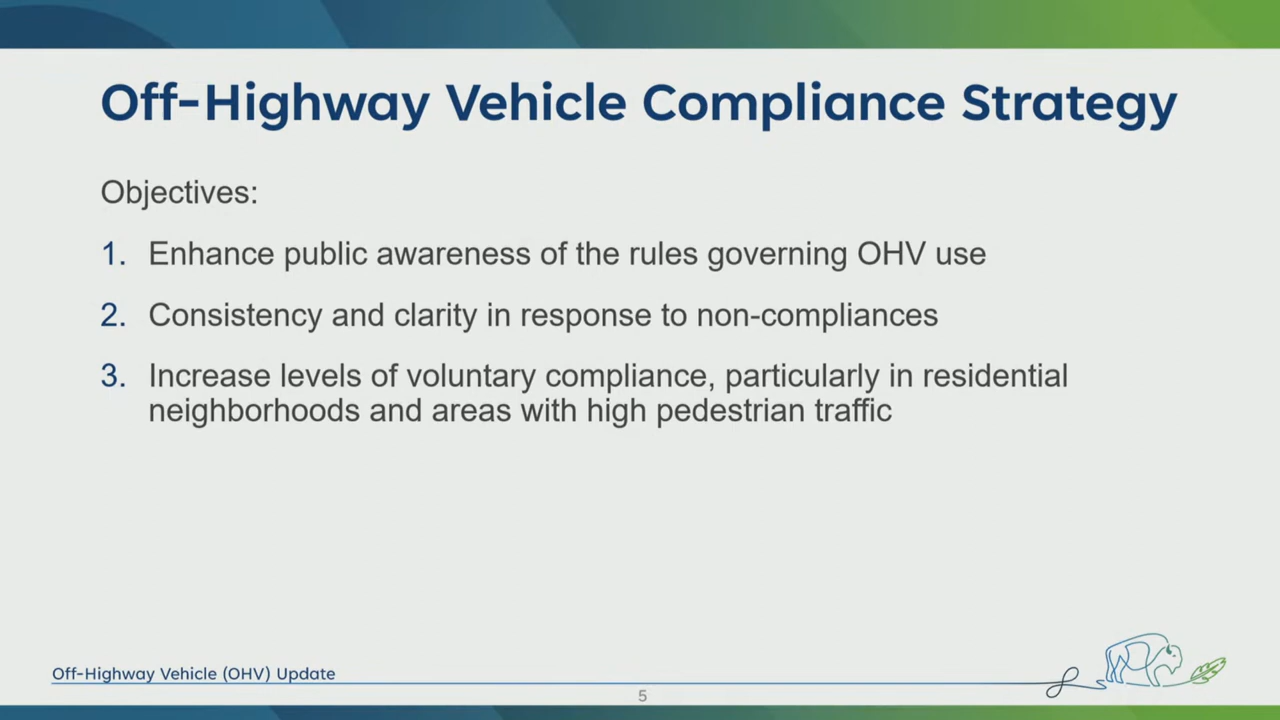 Off-Highway Vehicle Compliance Strategy
Objectives:
1. Enhance public awareness of the rules governing OHV use
2. Consistency and clarity in response to non-compliances
3. Increase levels of voluntary compliance, particularly in residential
neighborhoods and areas with high pedestrian traffic
Off-Highway Vehicle (OHV) Update
5